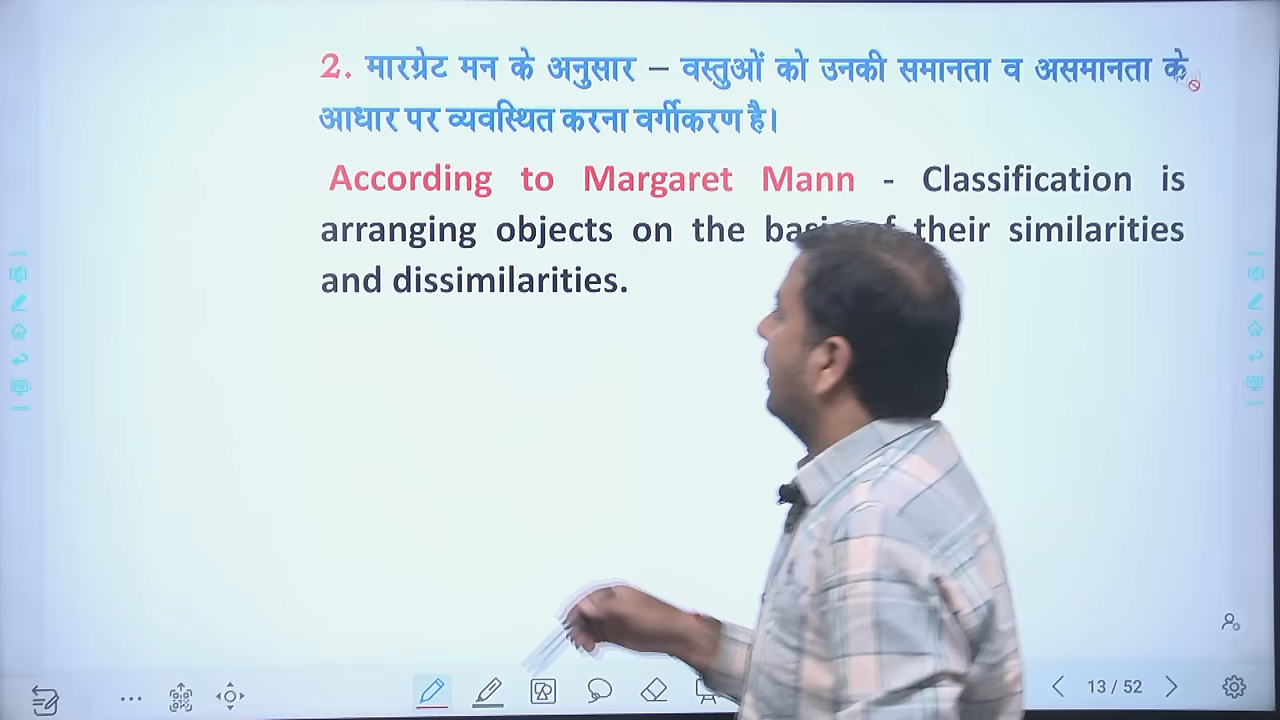 2. मारग्रेट मन के अनुसार – वस्तुओं को उनकी समानता व असमानता के
आधार पर व्यवस्थित करना वर्गीकरण है।
According to Margaret Mann - Classification is
arranging objects on the their similarities
and dissimilarities.
13 / 52